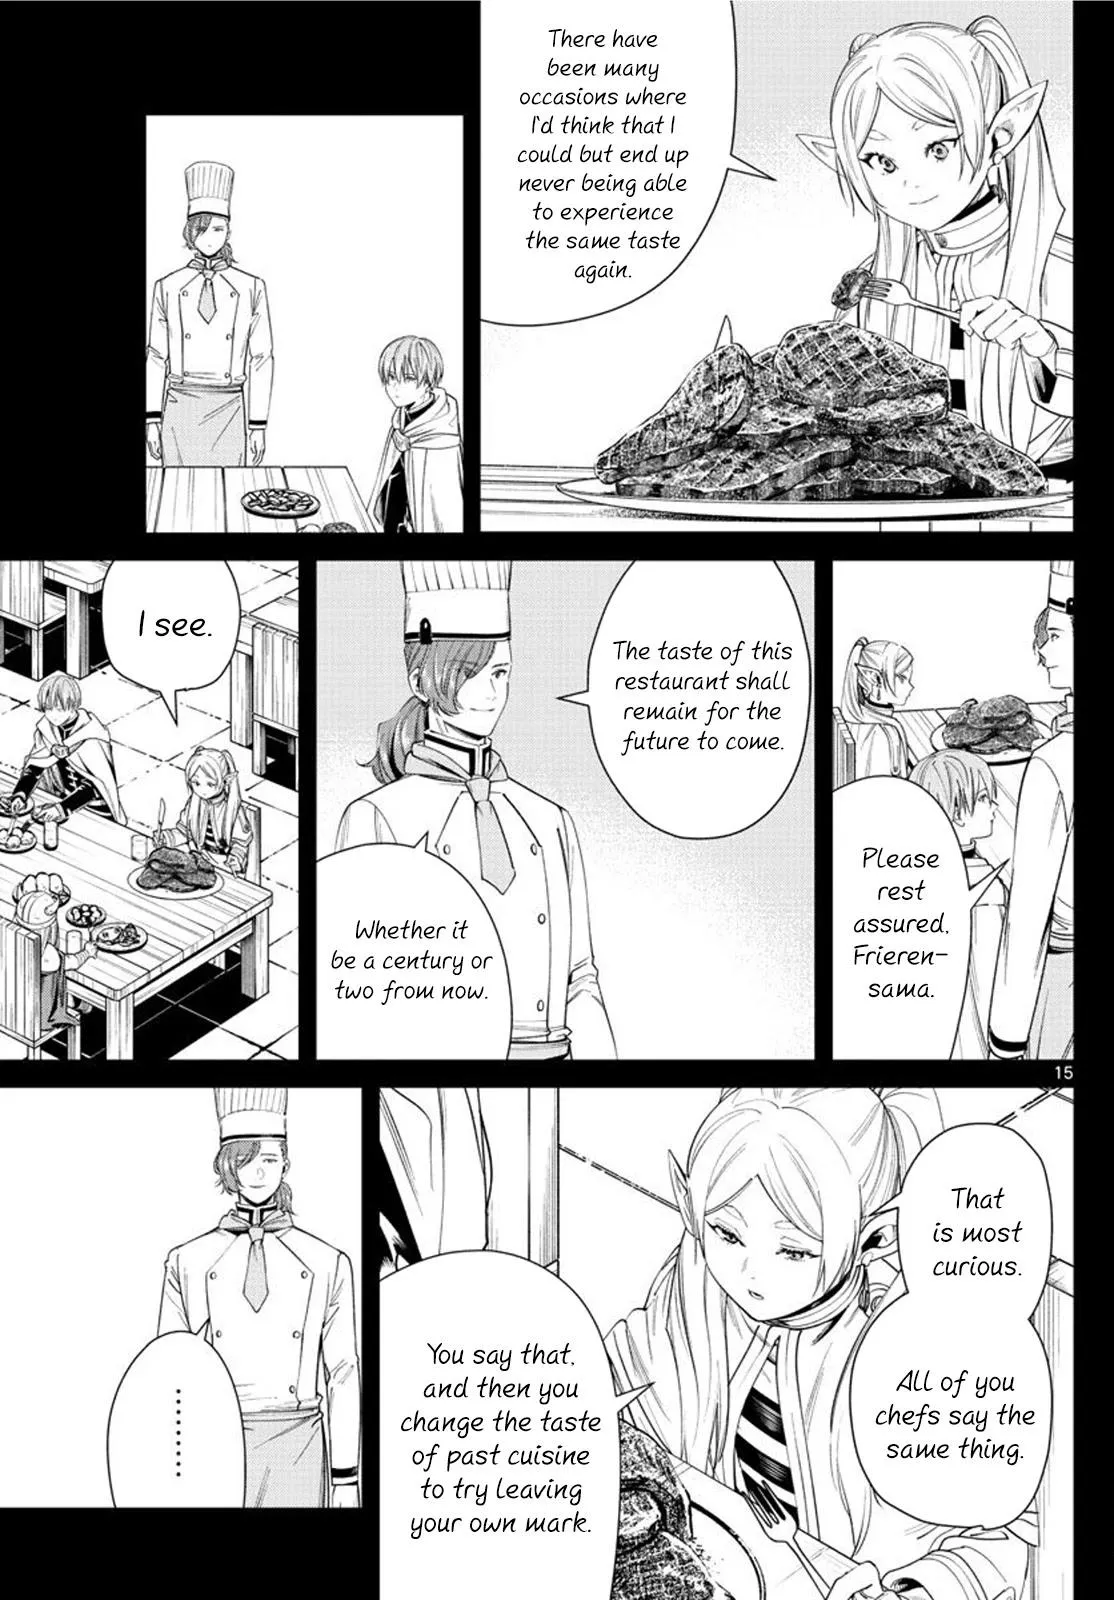 There have
been many
occasions where
I'd think that I
could but end up
never being able
to experience
the same taste
again.
Please
rest
assured,
Frieren-
sama.
The taste of this
restaurant shall
remain for the
future to come.
Whether it
be a century or
two from now.
I see.
15
That
is most
curious.
All of you
chefs say the
same thing.
You say that,
and then you
change the taste
of past cuisine
to try leaving
your own mark.
.........